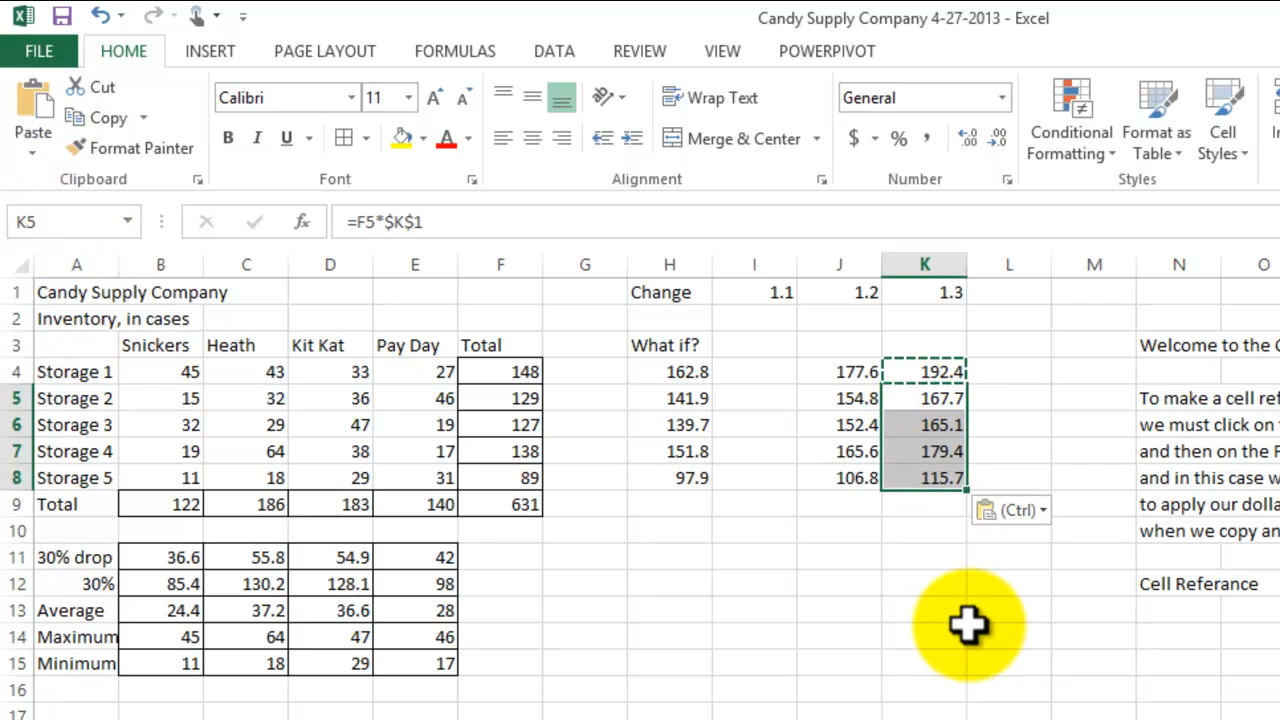 Candy Supply Company 4-27-2013 - Excel
FILE HOME INSERT PAGE LAYOUT FORMULAS DATA REVIEW VIEW POWERPIVOT
Paste
Cut
Copy
Format Painter
Clipboard
Calibri 11
B I U
Font
Wrap Text
Merge & Center
Alignment
General
$ % ,
Number
Conditional Formatting
Format as Table
Cell Styles
Styles
K5 fx =F5*$K$1
A B C D E F G H I J K L M N O
1 Candy Supply Company Change 1.1 1.2 1.3
2 Inventory, in cases
3 Snickers Heath Kit Kat Pay Day Total What if? Welcome to the C
4 Storage 1 45 43 33 27 148 162.8 177.6 192.4
5 Storage 2 15 32 36 46 129 141.9 154.8 167.7 To make a cell ref
6 Storage 3 32 29 47 19 127 139.7 152.4 165.1 we must click on
7 Storage 4 19 64 38 17 138 151.8 165.6 179.4 and then on the F
8 Storage 5 11 18 29 31 89 97.9 106.8 115.7 and in this case w
9 Total 122 186 183 140 631 to apply our dolla
(Ctrl)
10 when we copy an
11 30% drop 36.6 55.8 54.9 42
12 30% 85.4 130.2 128.1 98 Cell Referance
13 Average 24.4 37.2 36.6 28
14 Maximum 45 64 47 46
15 Minimum 11 18 29 17
16
17